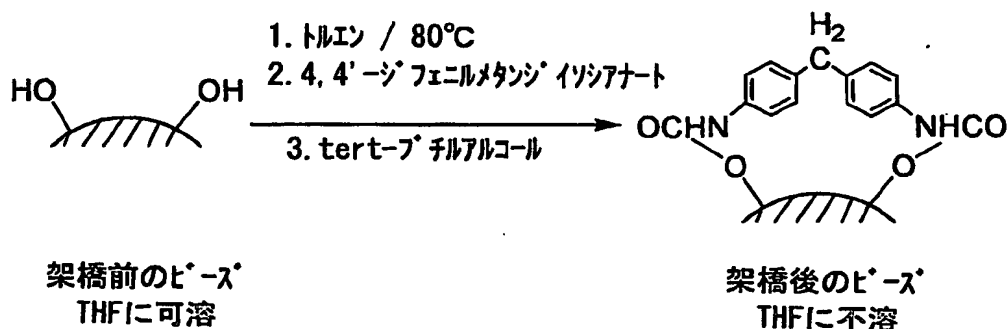 1. トルエン / 80℃
2. 4, 4'ージフェニルメタンジイソシアナート
3. tertーブチルアルコール
HO
OH
H2
C
OCHN
NHCO
O
O
架橋前のビーズ
THFに可溶
架橋後のビーズ
THFに不溶